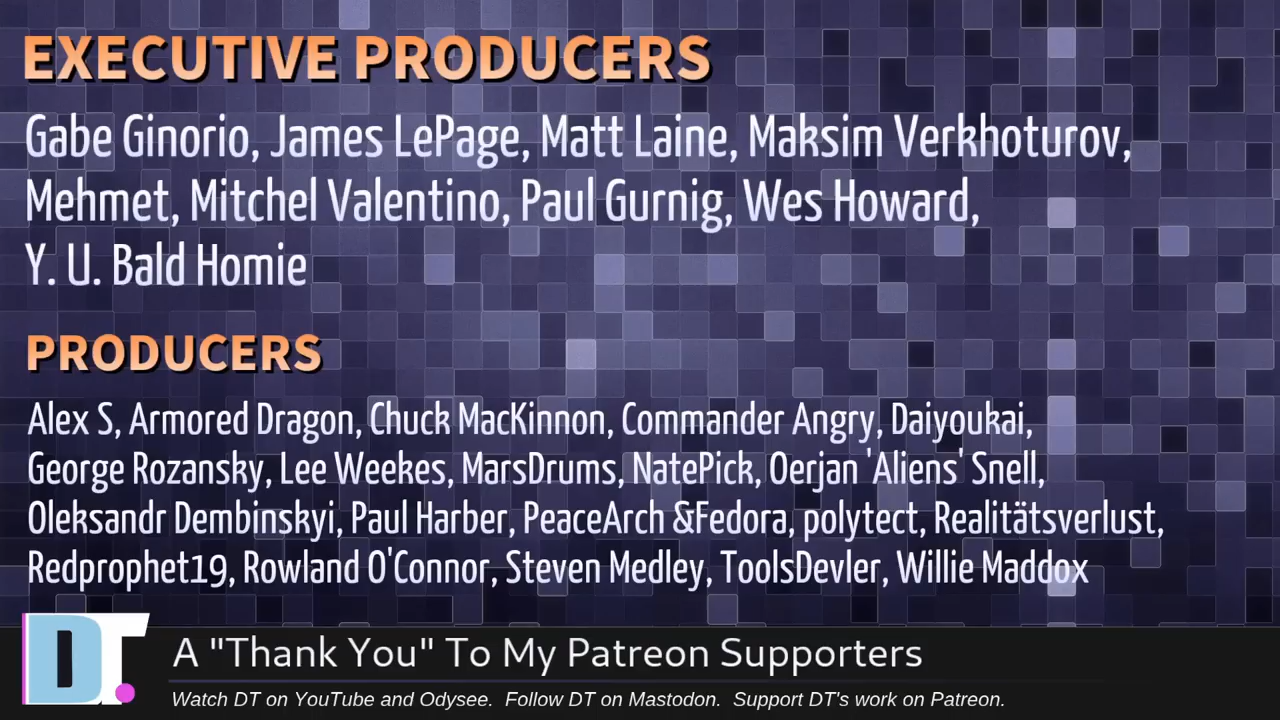 EXECUTIVE PRODUCERS
Gabe Ginorio, James LePage, Matt Laine, Maksim Verkhoturov,
Mehmet, Mitchel Valentino, Paul Gurnig, Wes Howard,
Y. U. Bald Homie
PRODUCERS
Alex S, Armored Dragon, Chuck MacKinnon, Commander Angry, Daiyoukai,
George Rozansky, Lee Weekes, MarsDrums, NatePick, Oerjan 'Aliens' Snell,
Oleksandr Dembinskyi, Paul Harber, PeaceArch &Fedora, polytect, Realitätsverlust,
Redprophet19, Rowland O'Connor, Steven Medley, ToolsDevler, Willie Maddox
DT.
A "Thank You" To My Patreon Supporters
Watch DT on YouTube and Odysee.  Follow DT on Mastodon.  Support DT's work on Patreon.